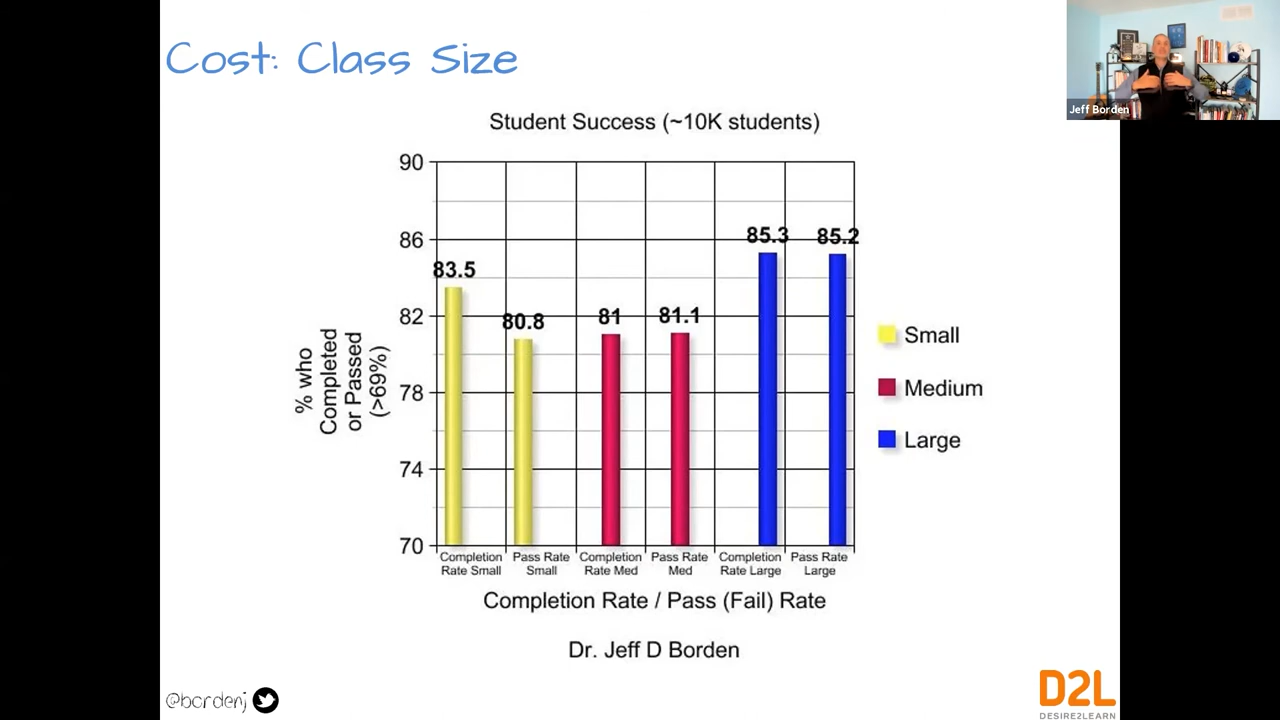 Cost: Class Size
Jeff Borden
Student Success (~10K students)
90
86
82
78
74
70
% who
Completed
or Passed
(>69%)
83.5
80.8
81
81.1
85.3
85.2
Small
Medium
Large
Completion
Rate Small
Pass Rate
Small
Completion
Rate Med
Pass Rate
Med
Completion
Rate Large
Pass Rate
Large
Completion Rate / Pass (Fail) Rate
Dr. Jeff D Borden
@bordenj
D2L
DESIRE2LEARN